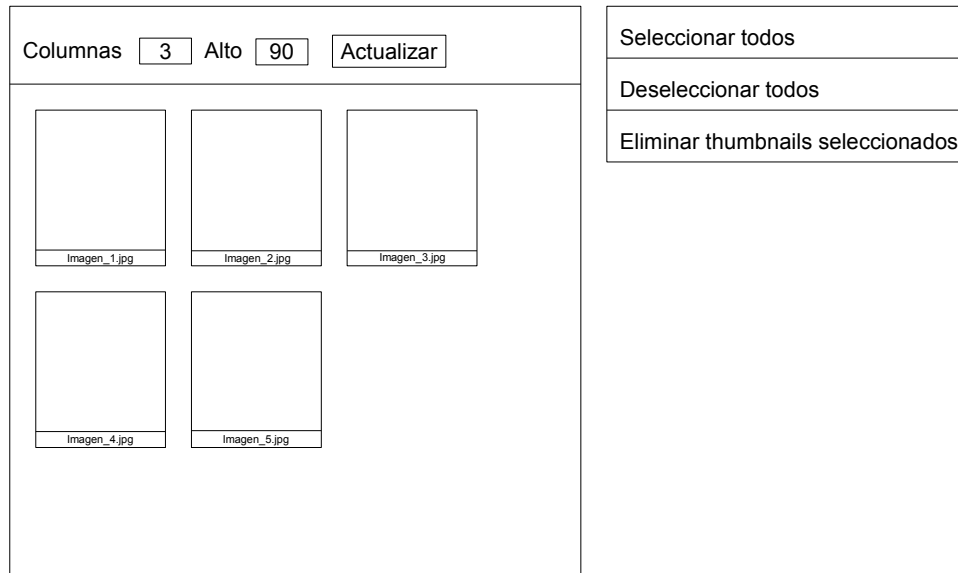 Columnas 3 Alto 90 Actualizar
Imagen_1.jpg Imagen_2.jpg Imagen_3.jpg
Imagen_4.jpg Imagen_5.jpg
Seleccionar todos
Deseleccionar todos
Eliminar thumbnails seleccionados